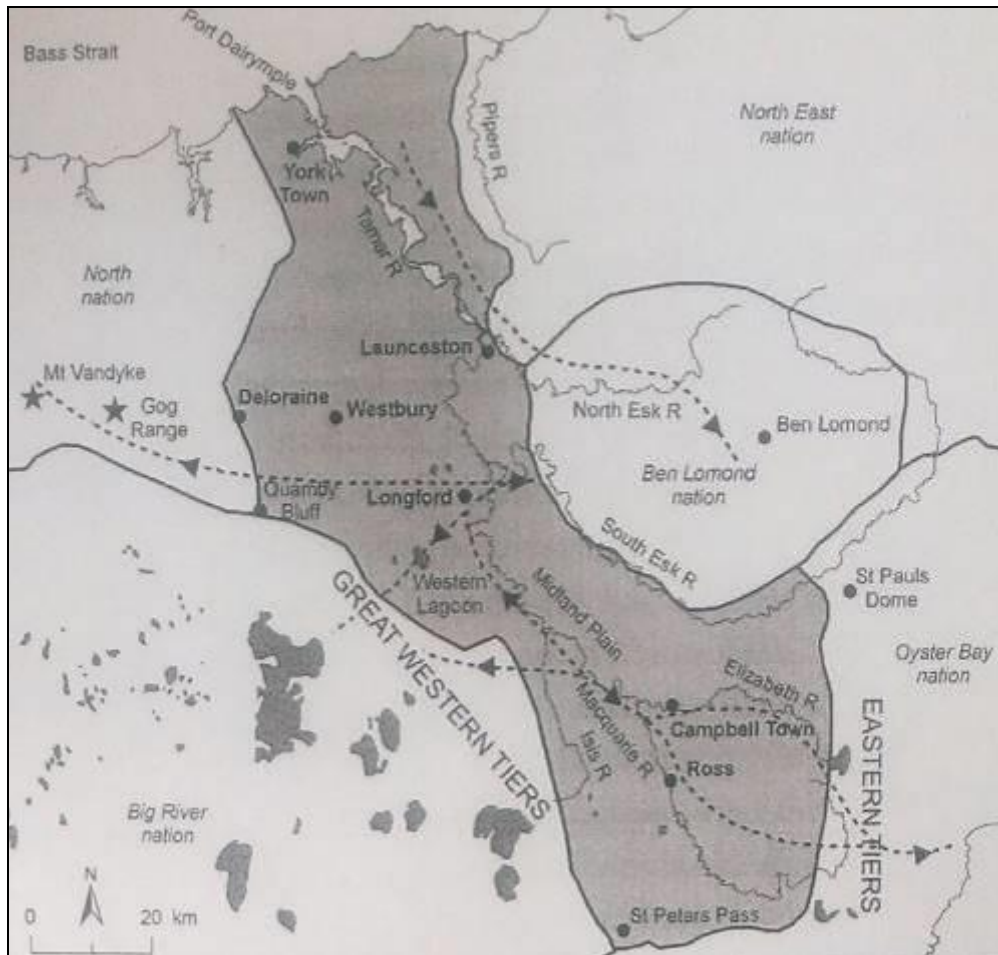 Port Dalrymple
Bass Strait
Pipers R
North East
nation
York
Town
Tamar R
North
nation
Launceston
Mt Vandyke
Gog
Range
Deloraine
Westbury
North Esk R
Ben Lomond
Ben Lomond
nation
Quamby
Bluff
Longford
South Esk R
Western
Lagoon
Midland Plain
St Pauls
Dome
GREAT WESTERN TIERS
Oyster Bay
nation
Elizabeth R
Macquarie R
Campbell Town
Isis R
Ross
EASTERN TIERS
Big River
nation
N
0 20 km
St Peters Pass